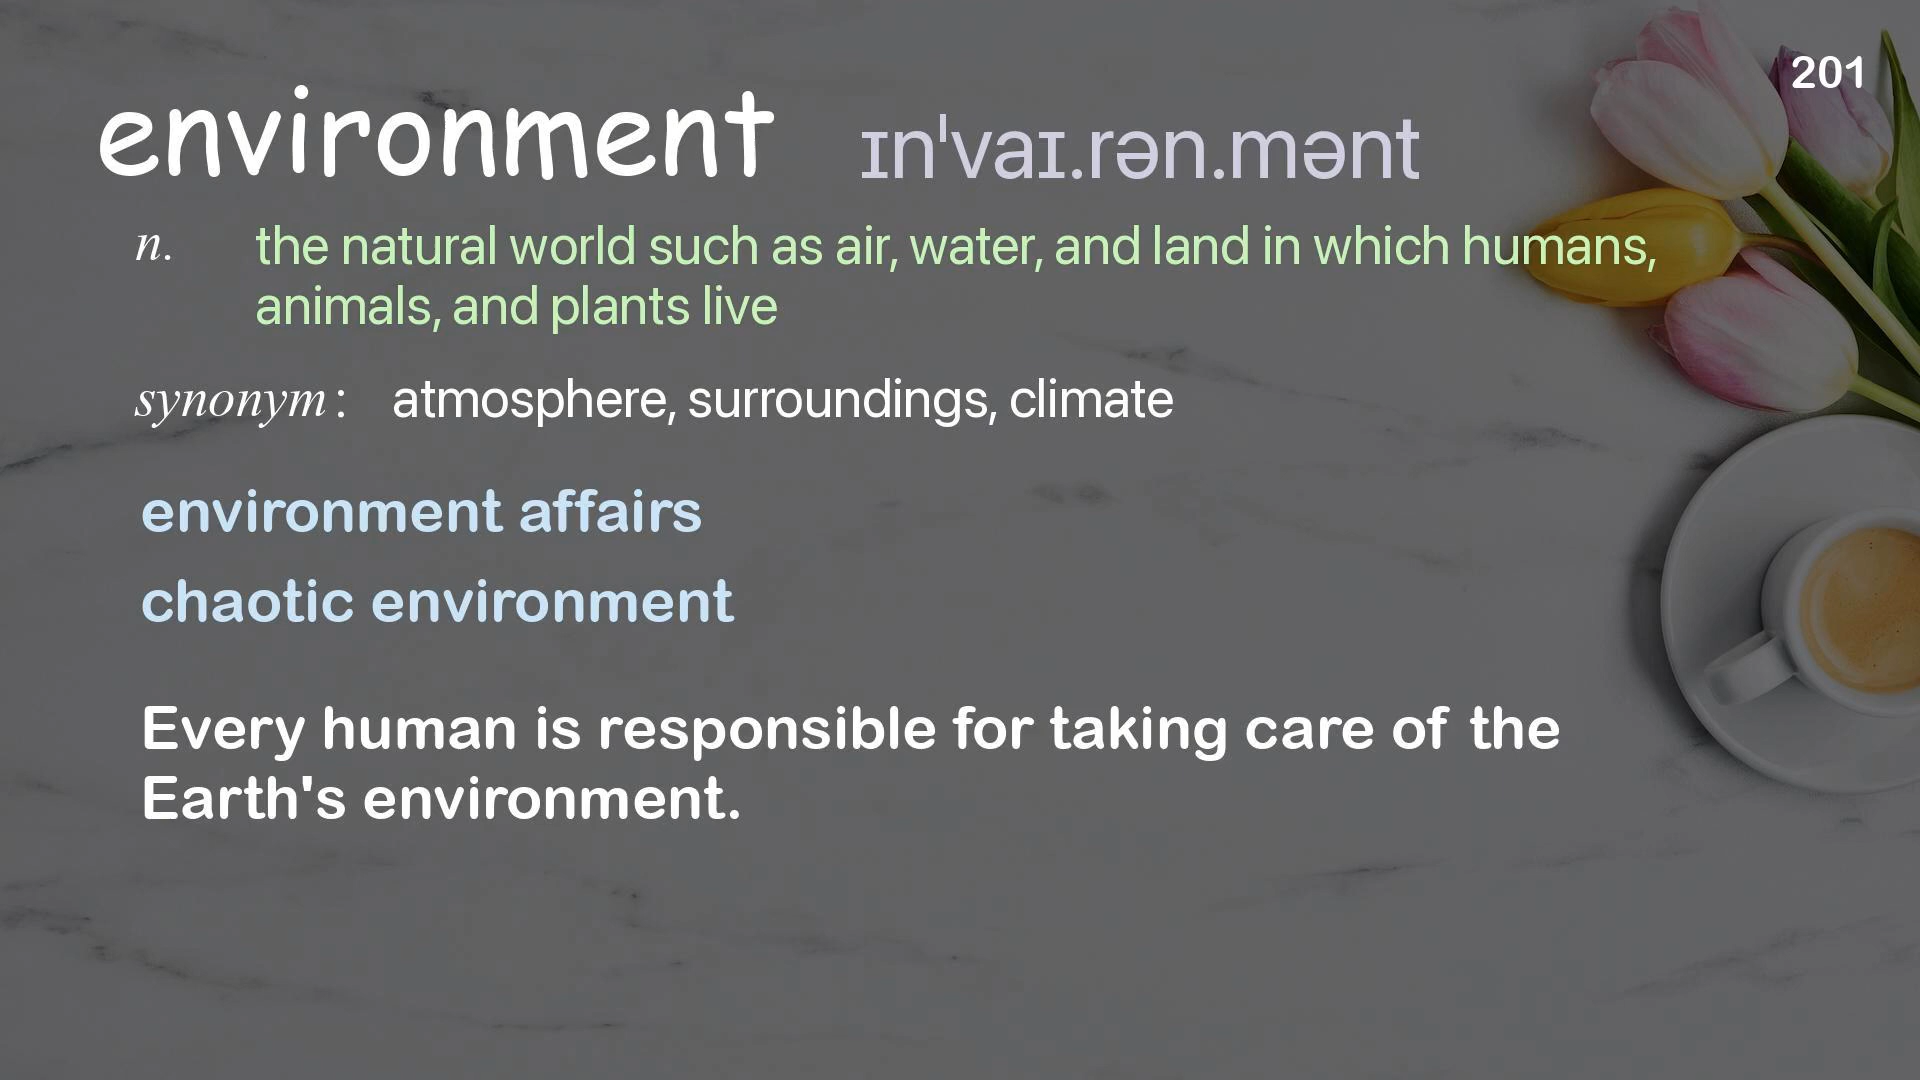 201
environment ɪnˈvaɪ.rən.mənt
n. the natural world such as air, water, and land in which humans,
animals, and plants live
synonym : atmosphere, surroundings, climate
environment affairs
chaotic environment
Every human is responsible for taking care of the
Earth's environment.